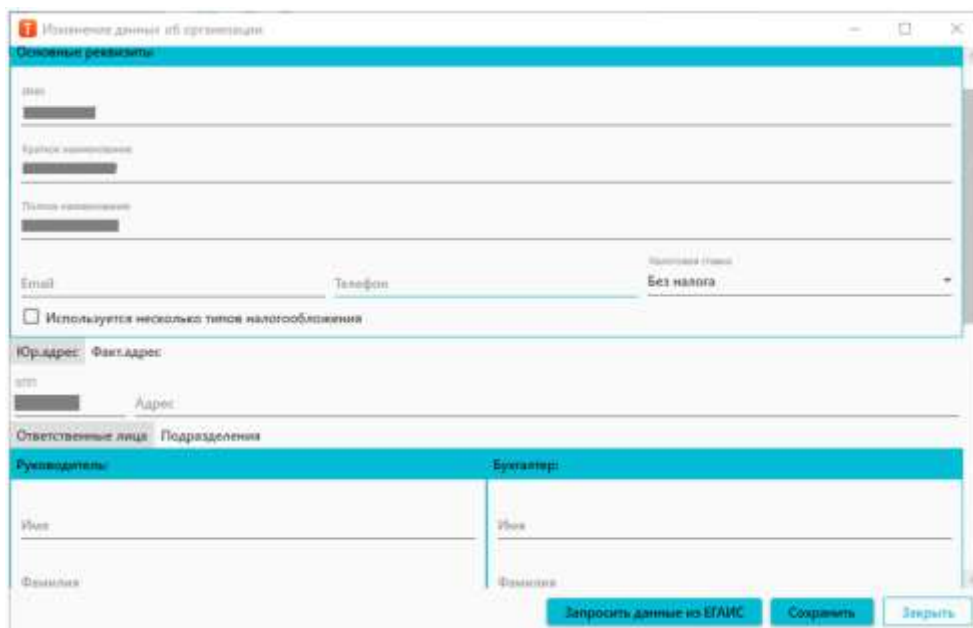 Т Изменение данных об организации
Основные реквизиты
ИНН
Краткое наименование
Полное наименование
Налоговая ставка
Email Телефон Без налога
Используется несколько типов налогообложения
Юр.адрес Факт.адрес
КПП
Адрес
Ответственные лица Подразделения
Руководитель: Бухгалтер:
Имя Имя
Фамилия Фамилия
Запросить данные из ЕГАИС Сохранить Закрыть